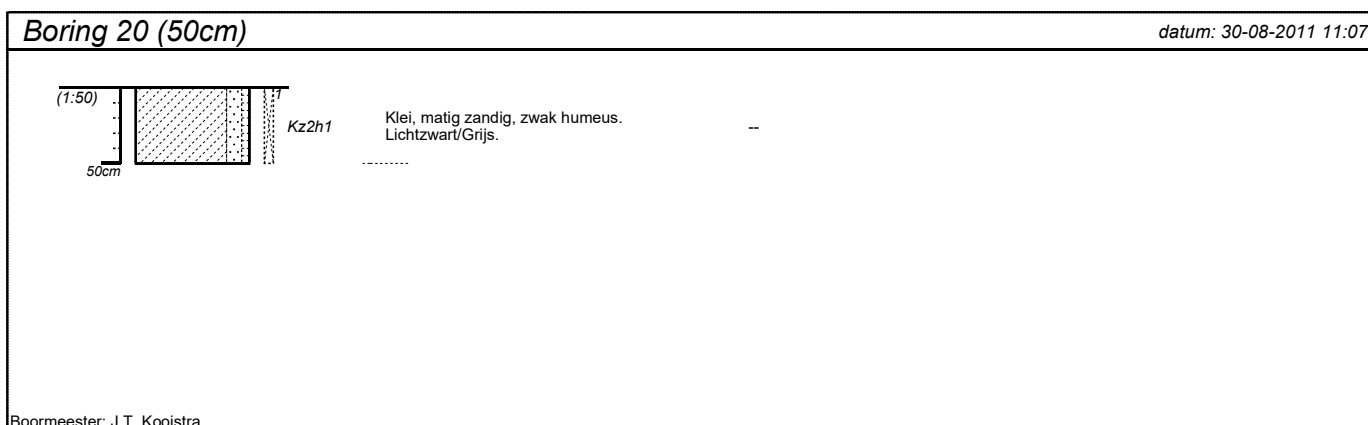 Boring 20 (50cm)
datum: 30-08-2011 11:07
(1:50)
1
Kz2h1
Klei, matig zandig, zwak humeus.
Lichtzwart/Grijs.
--
50cm
Boormeester: J.T. Kooistra